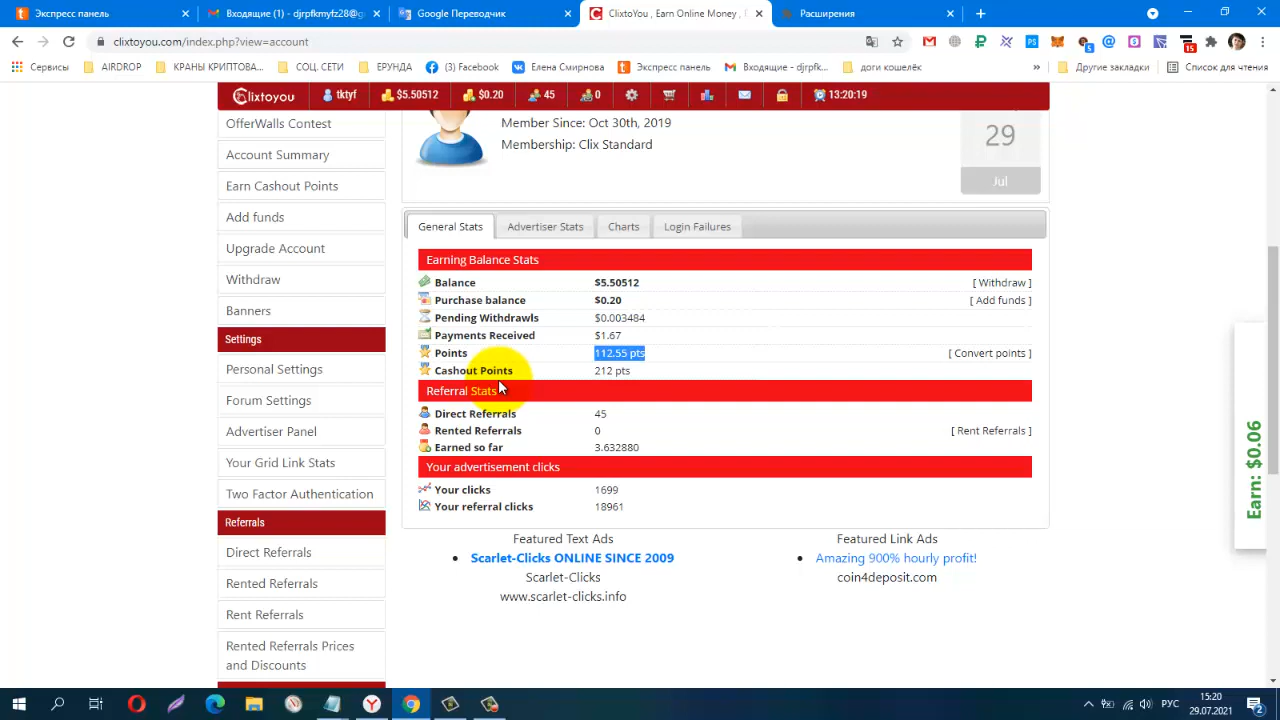 Экспресс панель
Входящие (1) - djrpfkmyfz28@g
Google Переводчик
ClixtoYou , Earn Online Money , 
Расширения
clixtoyou.com/index.php?view=account
5
15
Сервисы
AIRDROP
КРАНЫ КРИПТОВА...
СОЦ. СЕТИ
ЕРУНДА
(3) Facebook
Елена Смирнова
Экспресс панель
Входящие - djrpfk...
доги кошелёк
»
Другие закладки
Список для чтения
Clixtoyou
tktyf
$5.50512
$0.20
45
0
13:20:19
OfferWalls Contest
Account Summary
Earn Cashout Points
Add funds
Upgrade Account
Withdraw
Banners
Settings
Personal Settings
Forum Settings
Advertiser Panel
Your Grid Link Stats
Two Factor Authentication
Referrals
Direct Referrals
Rented Referrals
Rent Referrals
Rented Referrals Prices
and Discounts
Member Since: Oct 30th, 2019
Membership: Clix Standard
29
Jul
General Stats
Advertiser Stats
Charts
Login Failures
Earning Balance Stats
Balance $5.50512 [ Withdraw ]
Purchase balance $0.20 [ Add funds ]
Pending Withdrawls $0.003484
Payments Received $1.67
Points 112.55 pts [ Convert points ]
Cashout Points 212 pts
Referral Stats
Direct Referrals 45
Rented Referrals 0 [ Rent Referrals ]
Earned so far 3.632880
Your advertisement clicks
Your clicks 1699
Your referral clicks 18961
Featured Text Ads
Scarlet-Clicks ONLINE SINCE 2009
Scarlet-Clicks
www.scarlet-clicks.info
Featured Link Ads
Amazing 900% hourly profit!
coin4deposit.com
Earn: $0.06
РУС
15:20
29.07.2021
2